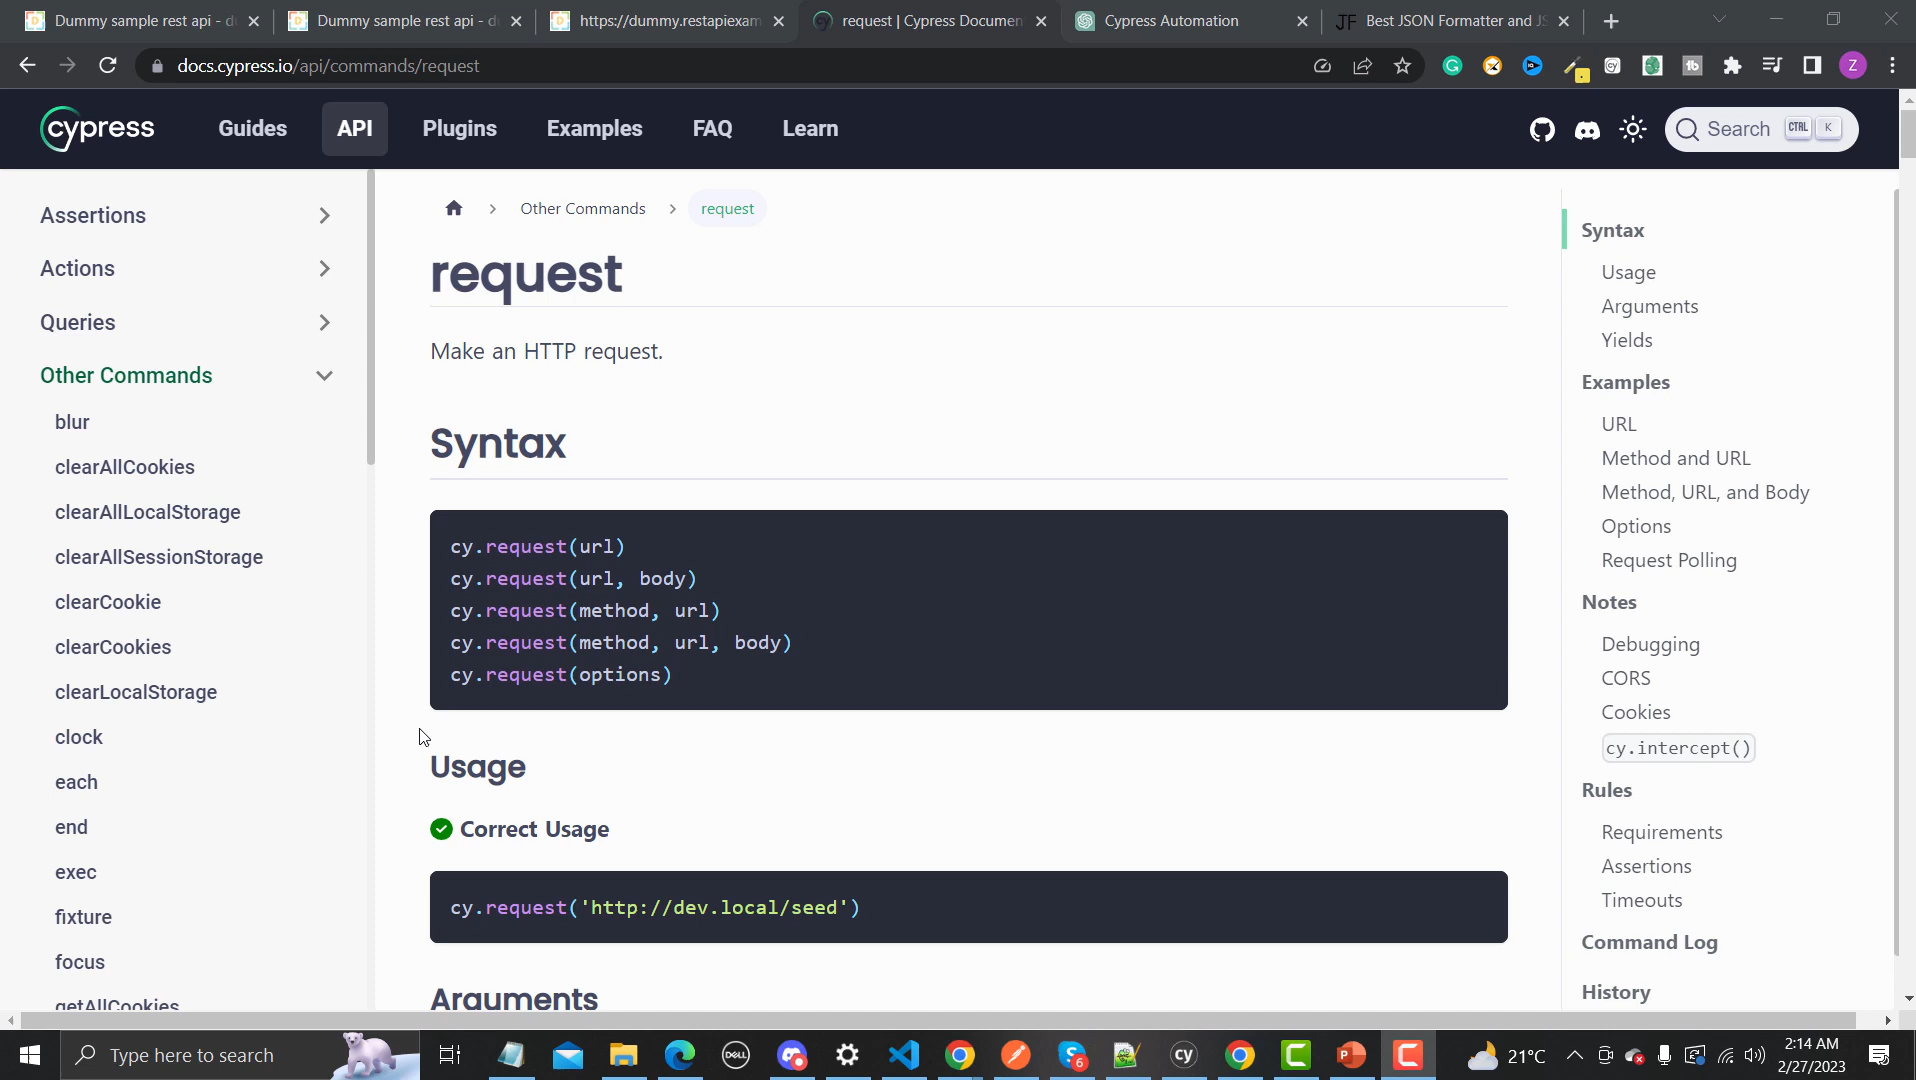 Dummy sample rest api - d
Dummy sample rest api - d
https://dummy.restapiexam
request | Cypress Documen
Cypress Automation
JF Best JSON Formatter and JS
docs.cypress.io/api/commands/request
Z
cypress
Guides
API
Plugins
Examples
FAQ
Learn
Search CTRL K
Assertions
Actions
Queries
Other Commands
blur
clearAllCookies
clearAllLocalStorage
clearAllSessionStorage
clearCookie
clearCookies
clearLocalStorage
clock
each
end
exec
fixture
focus
getAllCookies
Other Commands
request
request
Make an HTTP request.
Syntax
cy.request(url)
cy.request(url, body)
cy.request(method, url)
cy.request(method, url, body)
cy.request(options)
Usage
Correct Usage
cy.request('http://dev.local/seed')
Arguments
Syntax
Usage
Arguments
Yields
Examples
URL
Method and URL
Method, URL, and Body
Options
Request Polling
Notes
Debugging
CORS
Cookies
cy.intercept()
Rules
Requirements
Assertions
Timeouts
Command Log
History
Type here to search
DELL
6
cy
21°C
2:14 AM
2/27/2023